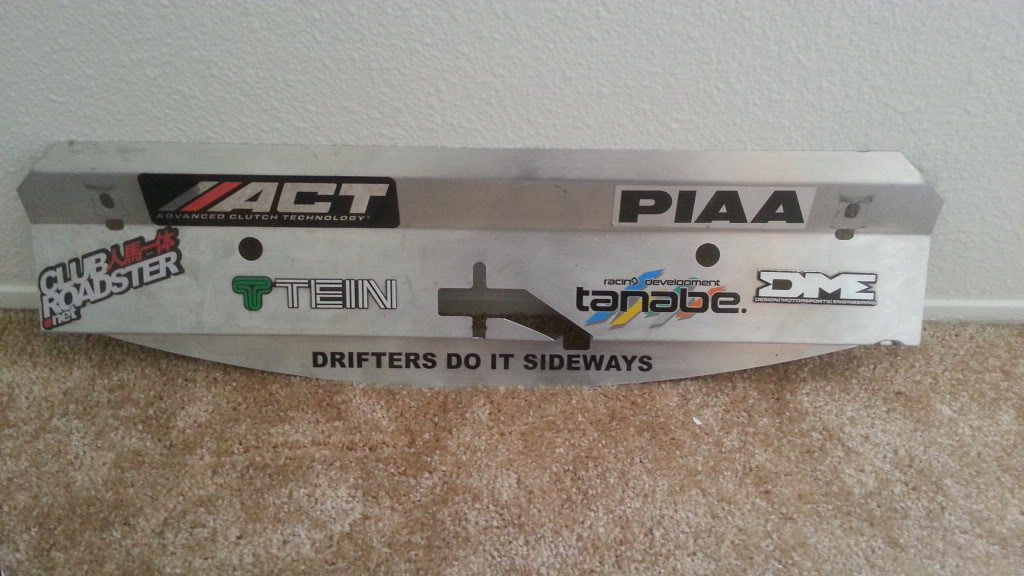 ACT
ADVANCED CLUTCH TECHNOLOGY
PIAA
CLUB 人馬一体
ROADSTER
.net
TEIN
racing development
tanabe.
DME
DESIGN MOTORSPORTS ENGINEERING
DRIFTERS DO IT SIDEWAYS